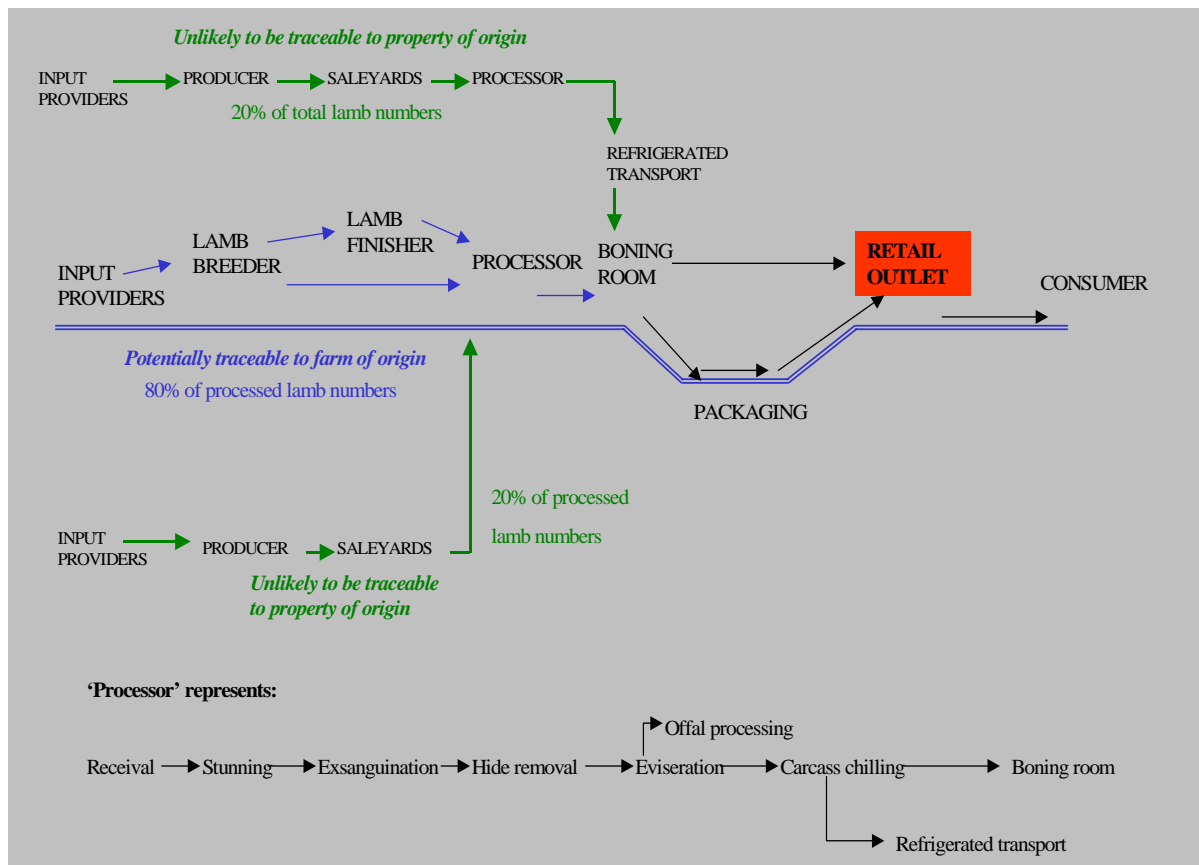 Unlikely to be traceable to property of origin
INPUT
PROVIDERS
PRODUCER
SALEYARDS
PROCESSOR
20% of total lamb numbers
REFRIGERATED
TRANSPORT
INPUT
PROVIDERS
LAMB
BREEDER
LAMB
FINISHER
PROCESSOR
BONING
ROOM
RETAIL
OUTLET
CONSUMER
Potentially traceable to farm of origin
80% of processed lamb numbers
PACKAGING
20% of processed
lamb numbers
INPUT
PROVIDERS
PRODUCER
SALEYARDS
Unlikely to be traceable
to property of origin
‘Processor’ represents:
Offal processing
Receival
Stunning
Exsanguination
Hide removal
Eviseration
Carcass chilling
Boning room
Refrigerated transport